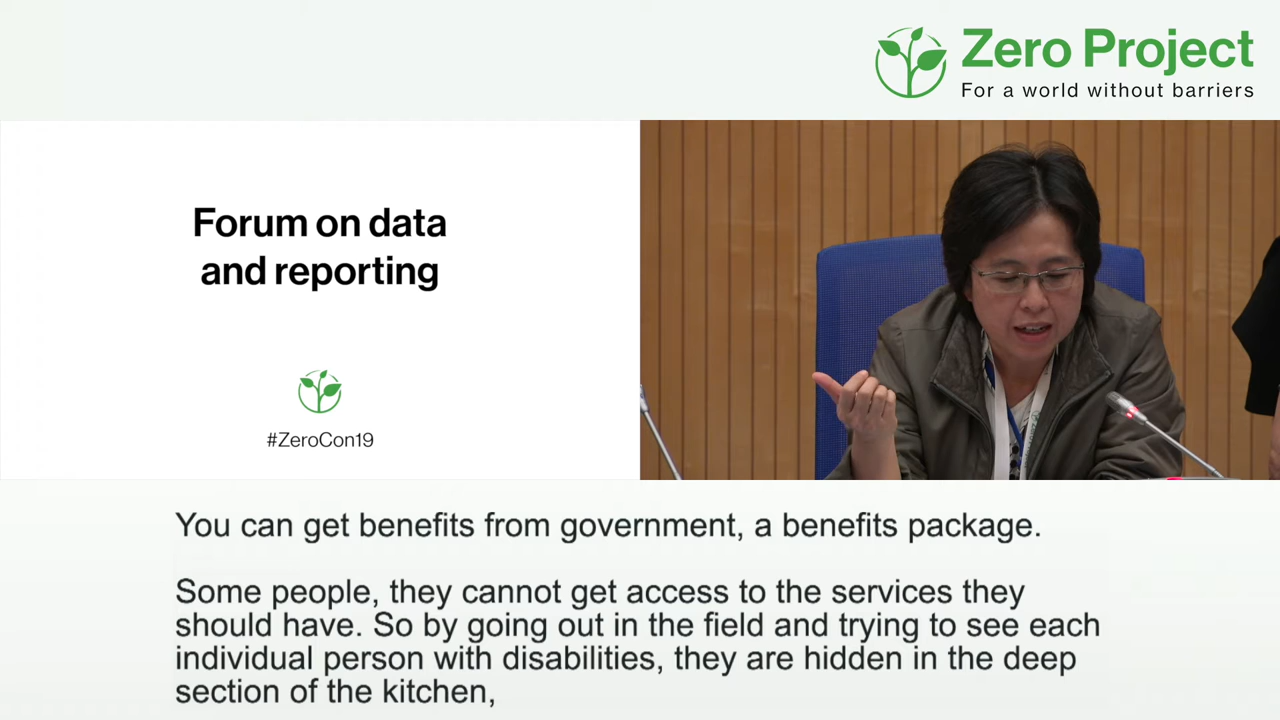 Zero Project
For a world without barriers
Forum on data
and reporting
#ZeroCon19
You can get benefits from government, a benefits package.
Some people, they cannot get access to the services they
should have. So by going out in the field and trying to see each
individual person with disabilities, they are hidden in the deep
section of the kitchen,